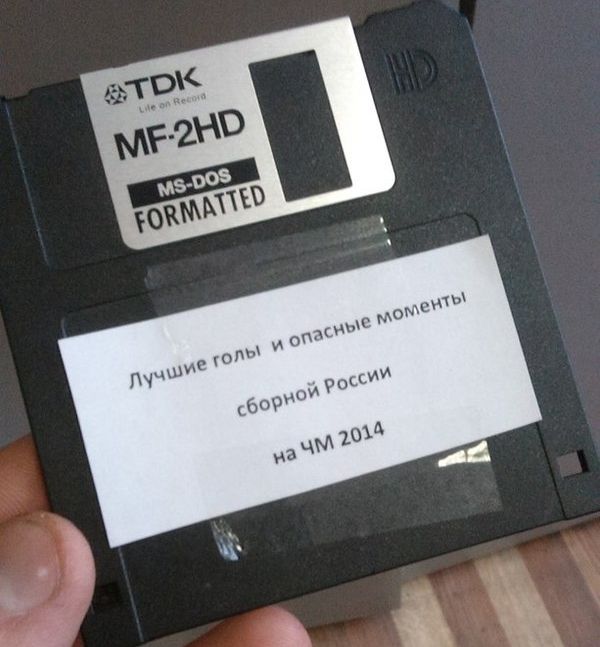 TDK
Life on Record
HD
MF-2HD
MS-DOS
FORMATTED
Лучшие голы и опасные моменты
сборной России
на ЧМ 2014